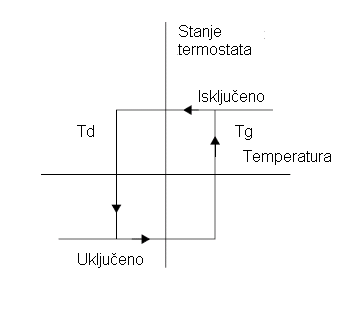 Stanje
termostata
Isključeno
Td
Tg
Temperatura
Uključeno